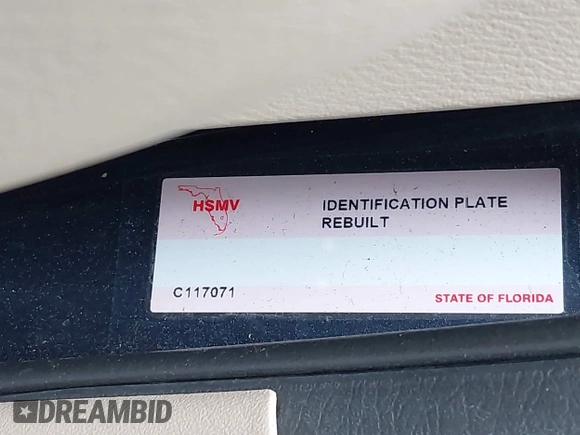 HSMV
IDENTIFICATION PLATE
REBUILT
C117071
STATE OF FLORIDA
DREAMBID